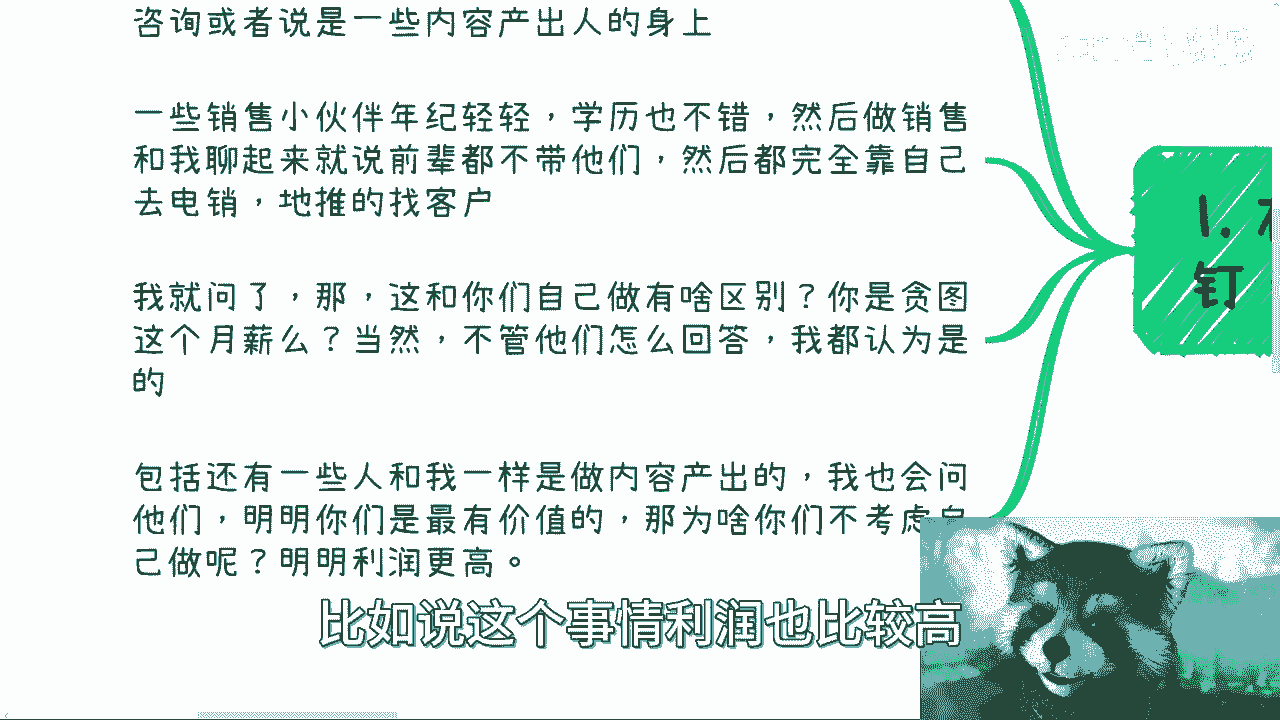 咨询或者说是一些内容产出人的身上
一些销售小伙伴年纪轻轻，学历也不错，然后做销售
和我聊起来就说前辈都不带他们，然后都完全靠自己
去电销，地推的找客户
我就问了，那，这和你们自己做有啥区别？你是贪图
这个月薪么？当然，不管他们怎么回答，我都认为是
的
包括还有一些人和我一样是做内容产出的，我也会问
他们，明明你们是最有价值的，那为啥你们不考虑自
己做呢？明明利润更高。
1.
钉
比如说这个事情利润也比较高